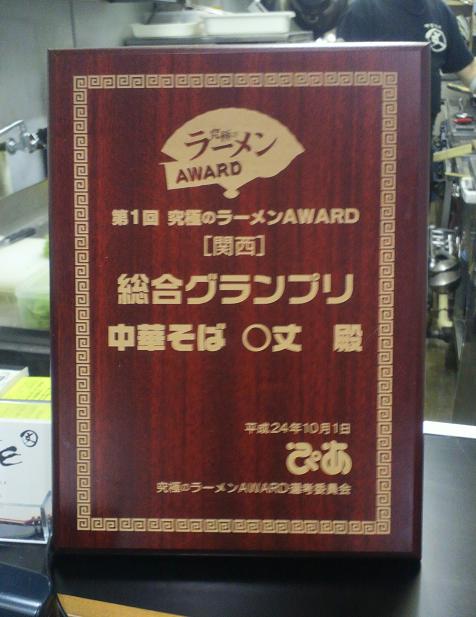 究極の
ラーメン
AWARD
第1回 究極のラーメンAWARD
[関西]
総合グランプリ
中華そば ○丈 殿
平成24年10月1日
ぴあ
究極のラーメンAWARD選考委員会